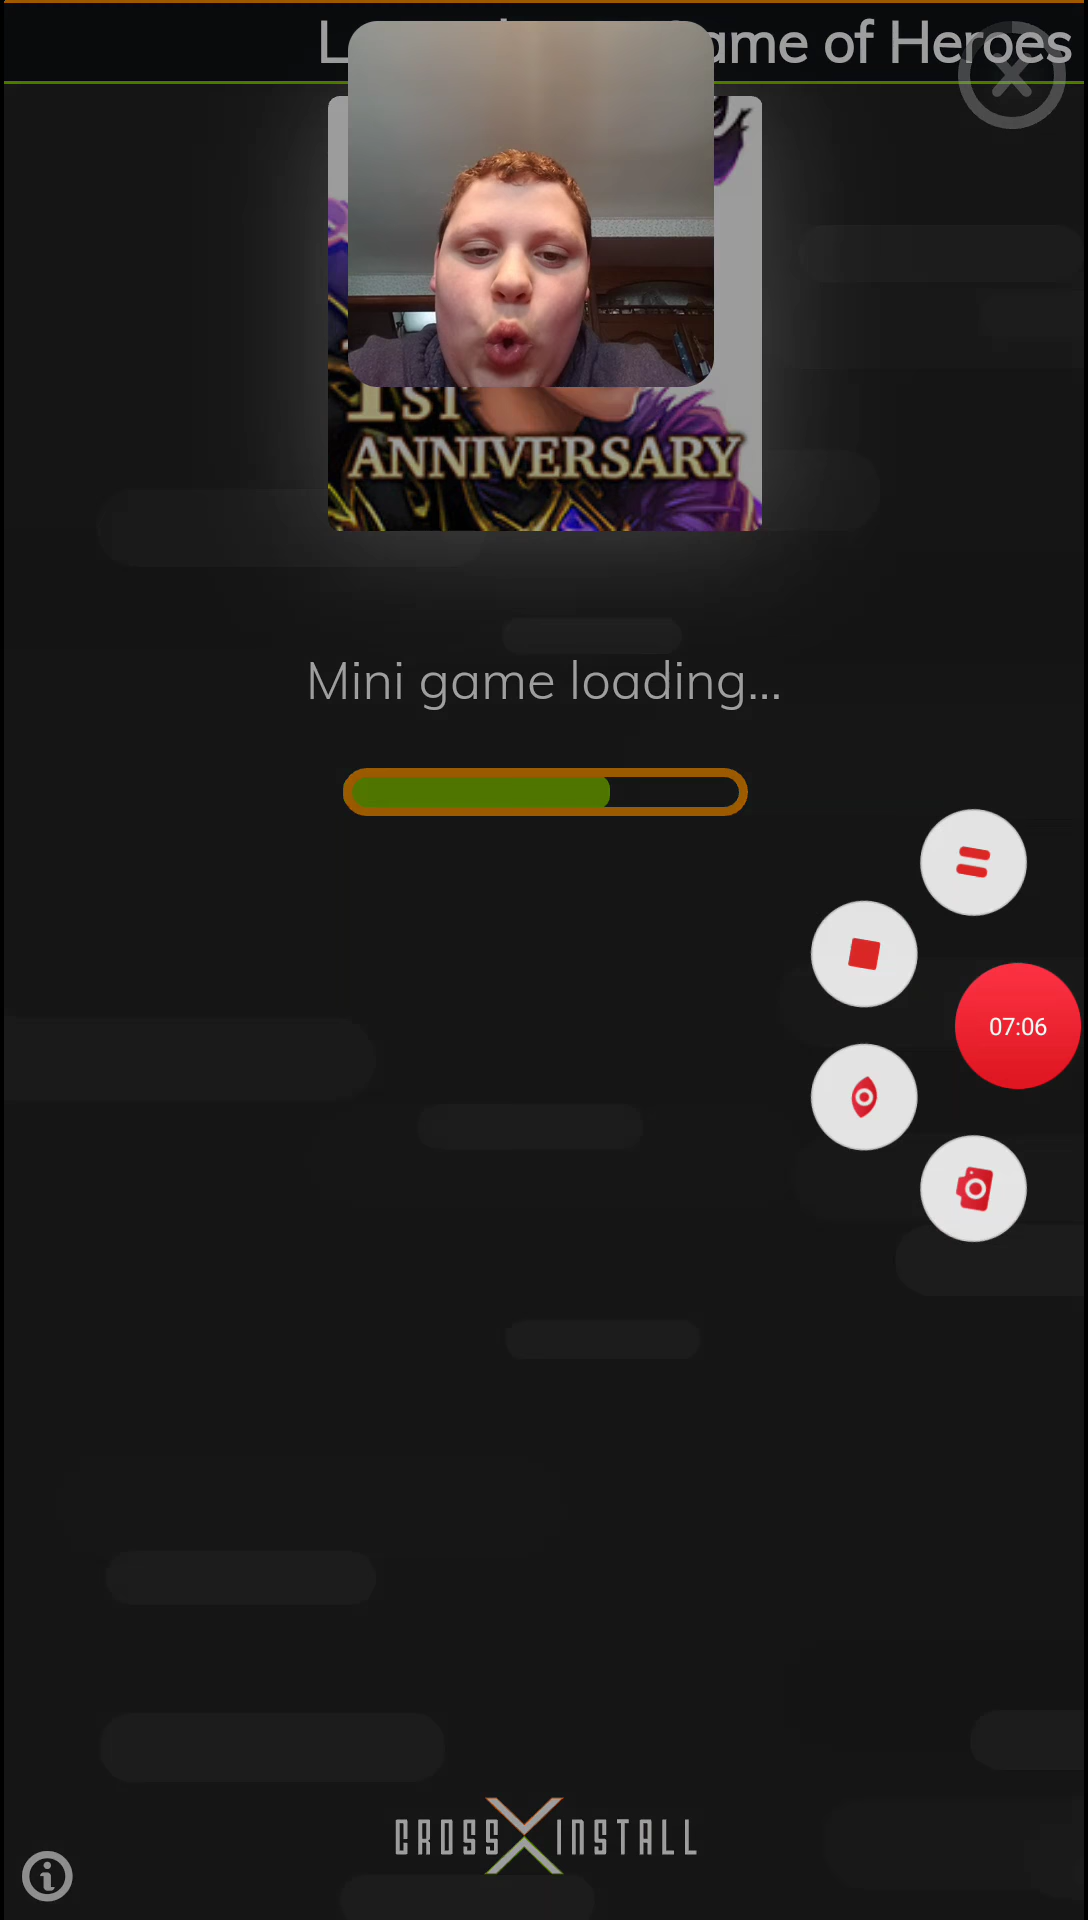 ame of Heroes
1ST
ANNIVERSARY
Mini game loading...
07:06
CROSS INSTALL